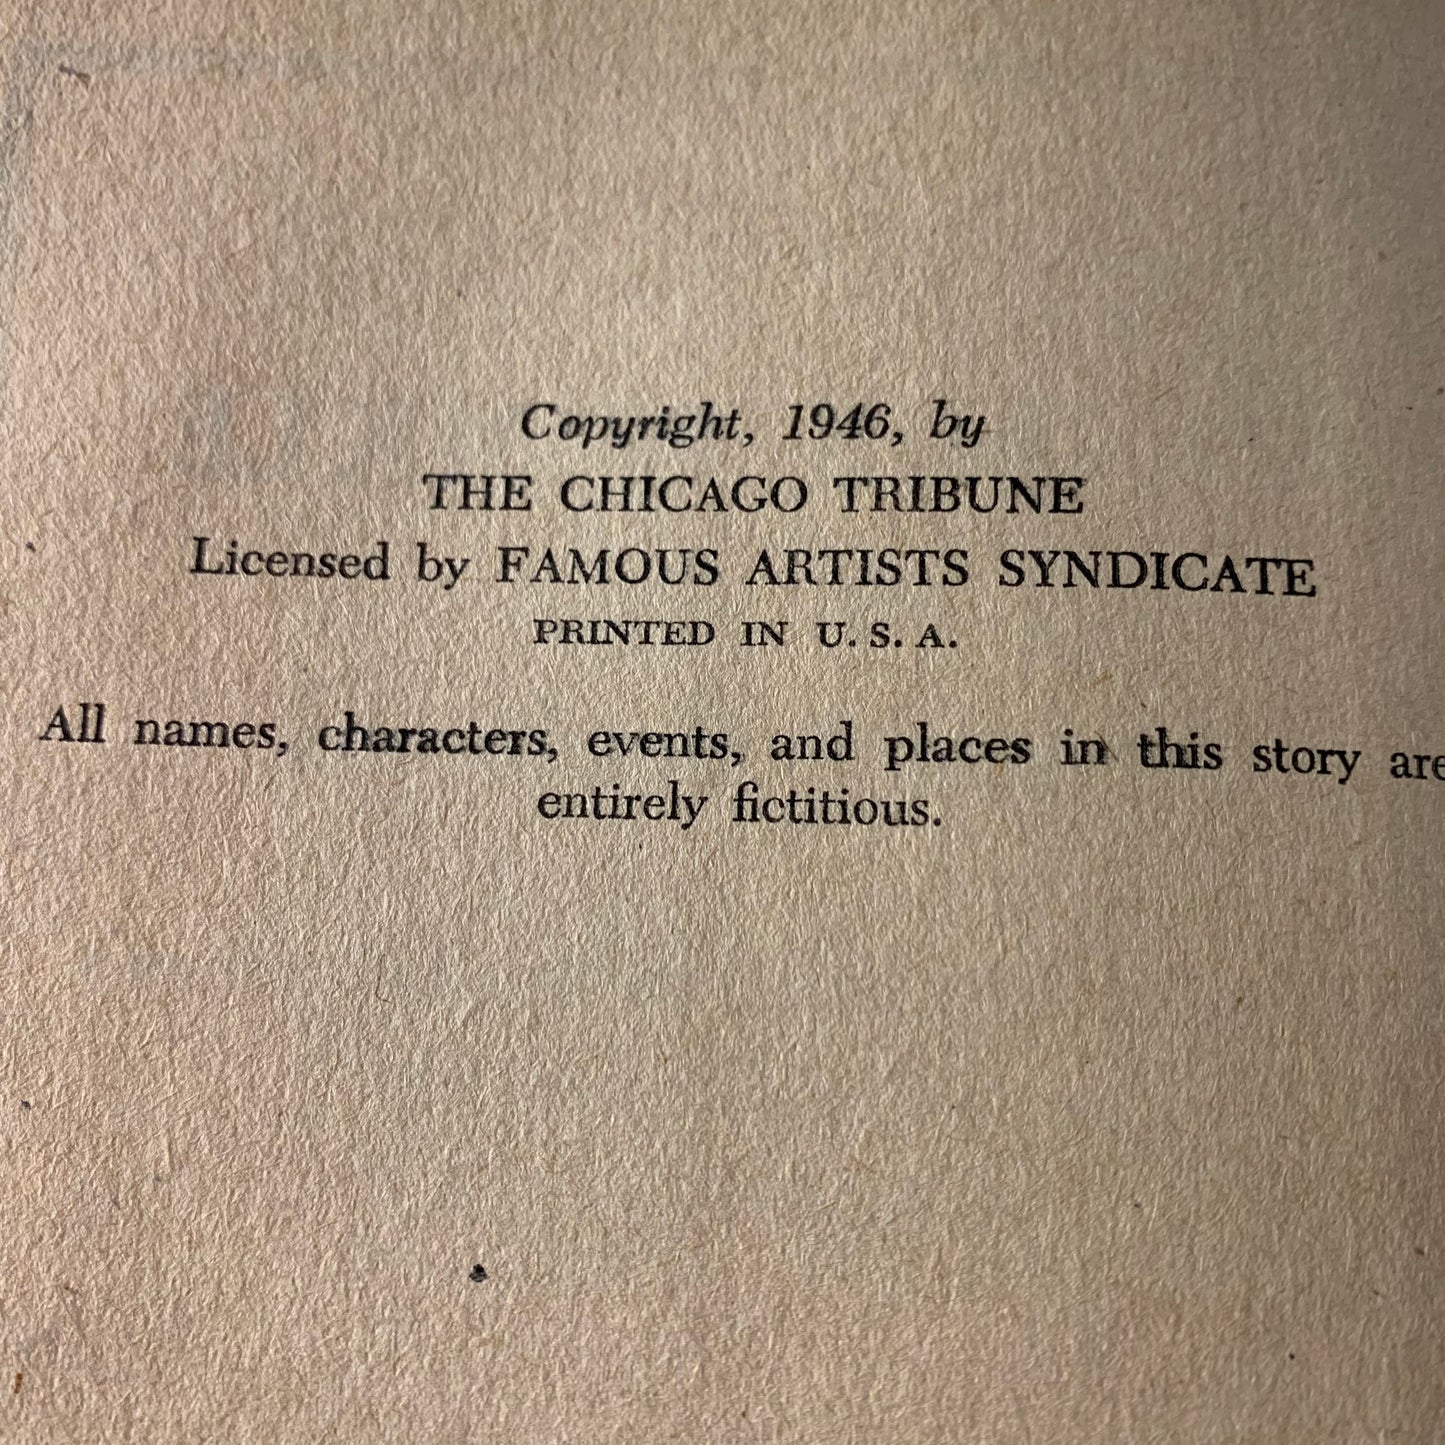 Copyright, 1946, by
THE CHICAGO TRIBUNE
Licensed by FAMOUS ARTISTS SYNDICATE
PRINTED IN U. S. A.
All names, characters, events, and places in this story are
entirely fictitious.